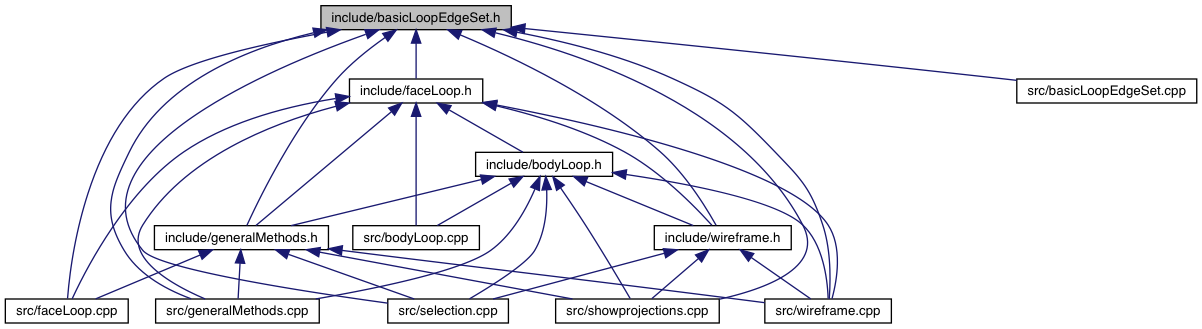 include/basicLoopEdgeSet.h
include/faceLoop.h
src/basicLoopEdgeSet.cpp
include/bodyLoop.h
include/generalMethods.h
src/bodyLoop.cpp
include/wireframe.h
src/faceLoop.cpp
src/generalMethods.cpp
src/selection.cpp
src/showprojections.cpp
src/wireframe.cpp